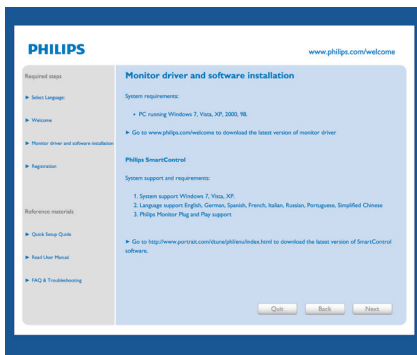 PHILIPS
www.philips.com/welcome
Required steps
► Select Language:
► Welcome
► Monitor driver and software installation
► Registration
Reference materials
► Quick Setup Guide
► Read User Manual
► FAQ & Troubleshooting
Monitor driver and software installation
System requirements:
• PC running Windows 7, Vista, XP, 2000, 98.
► Go to www.philips.com/welcome to download the latest version of monitor driver
Philips SmartControl
System support and requirements:
1. System support Windows 7, Vista, XP.
2. Language support English, German, Spanish, French, Italian, Russian, Portuguese, Simplified Chinese
3. Philips Monitor Plug and Play support
► Go to http://www.portrait.com/dtune/phl/enu/index.html to download the latest version of SmartControl
software.
Quit
Back
Next